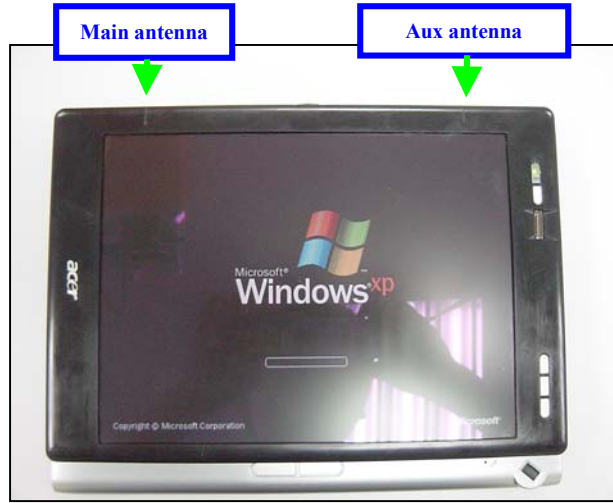 Main antenna
Aux antenna
acer
Microsoft®
Windows xp
Copyright © Microsoft Corporation
Microsoft